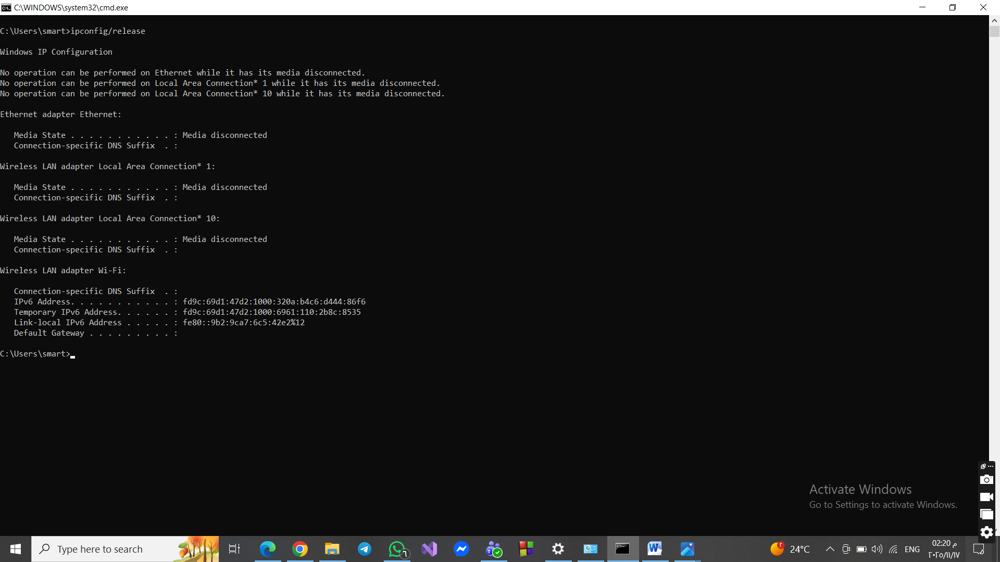 C:\WINDOWS\system32\cmd.exe
C:\Users\smart>ipconfig/release
Windows IP Configuration
No operation can be performed on Ethernet while it has its media disconnected.
No operation can be performed on Local Area Connection* 1 while it has its media disconnected.
No operation can be performed on Local Area Connection* 10 while it has its media disconnected.
Ethernet adapter Ethernet:
Media State . . . . . . . . . . . : Media disconnected
Connection-specific DNS Suffix  . :
Wireless LAN adapter Local Area Connection* 1:
Media State . . . . . . . . . . . : Media disconnected
Connection-specific DNS Suffix  . :
Wireless LAN adapter Local Area Connection* 10:
Media State . . . . . . . . . . . : Media disconnected
Connection-specific DNS Suffix  . :
Wireless LAN adapter Wi-Fi:
Connection-specific DNS Suffix  . :
IPv6 Address. . . . . . . . . . . : fd9c:69d1:47d2:1000:320a:b4c6:d444:86f6
Temporary IPv6 Address. . . . . . : fd9c:69d1:47d2:1000:6961:110:2b8c:8535
Link-local IPv6 Address . . . . . : fe80::9b2:9ca7:6c5:42e2%12
Default Gateway . . . . . . . . . :
C:\Users\smart>
Activate Windows
Go to Settings to activate Windows.
Type here to search
٦
٢
24°C
ENG
02:20 م
٢٠٢٥/١١/١٧